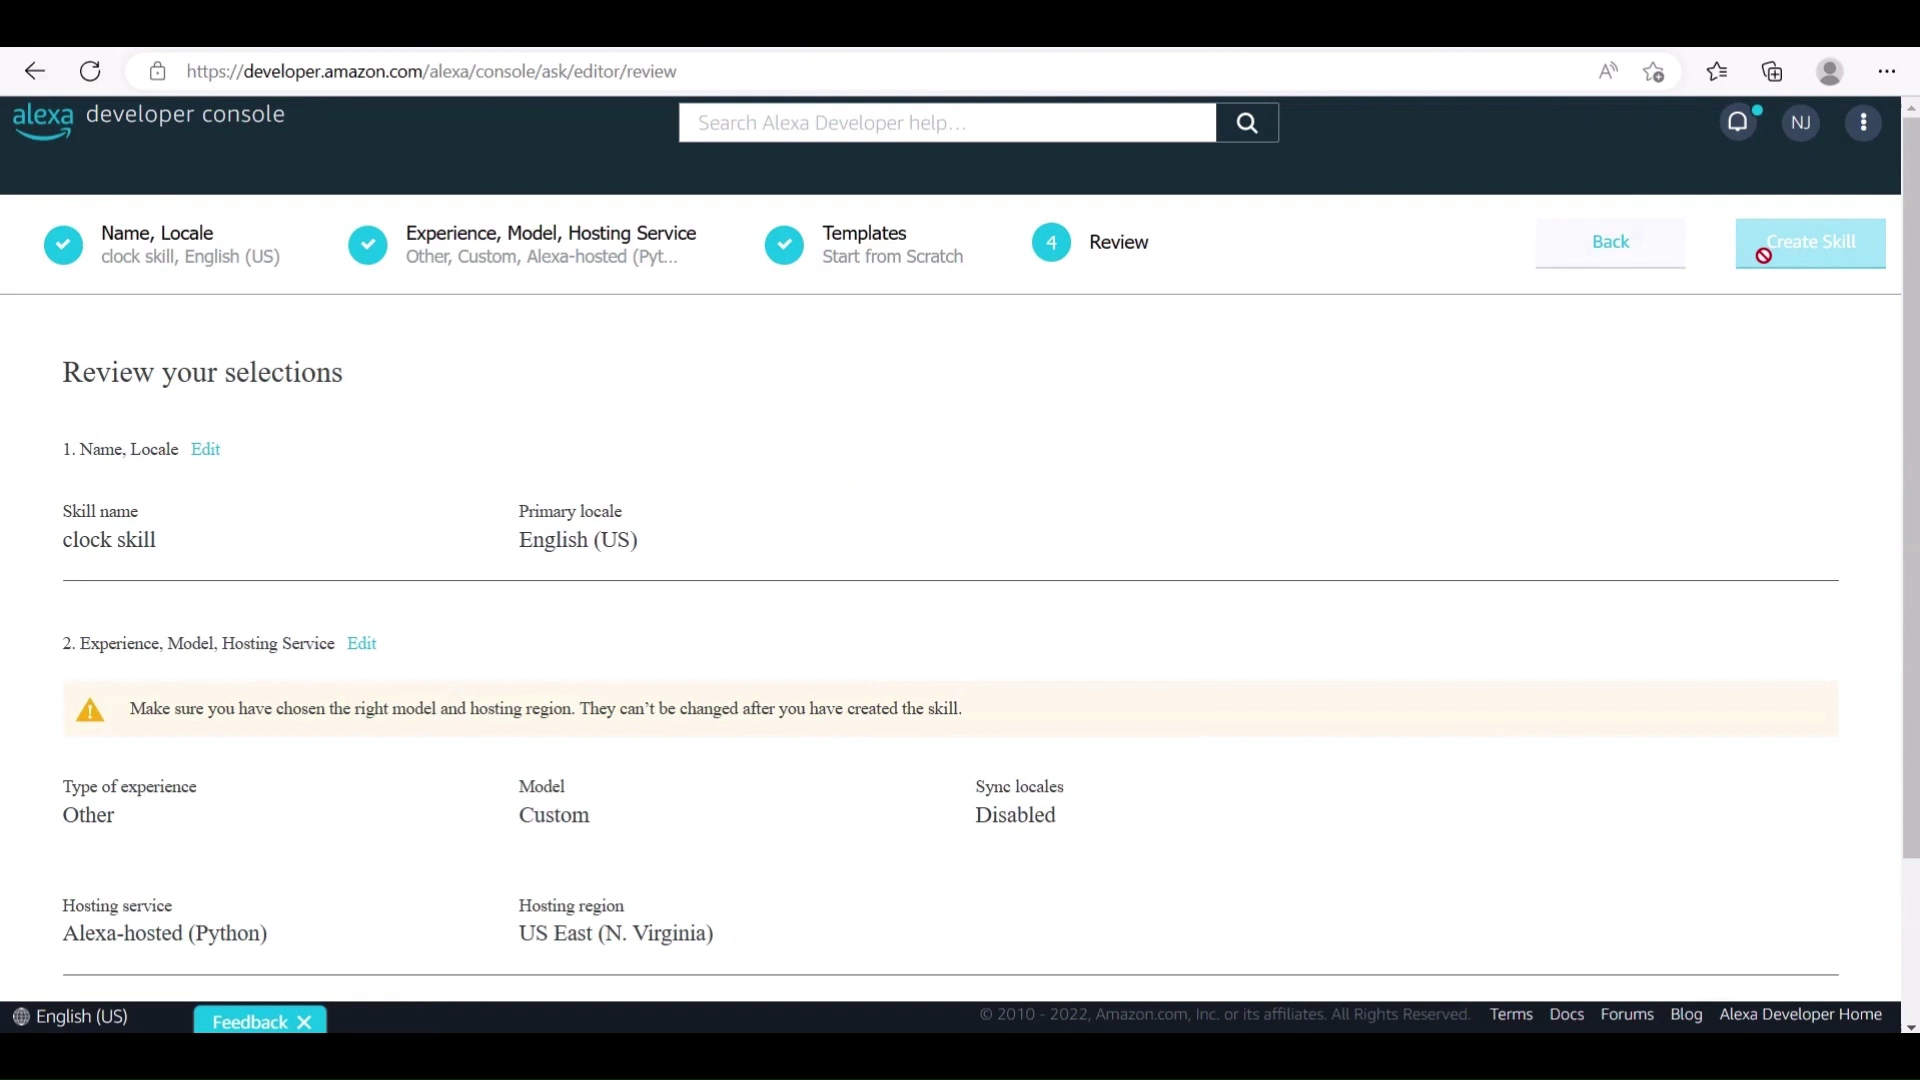 https://developer.amazon.com/alexa/console/ask/editor/review
alexa developer console
Search Alexa Developer help...
NJ
Name, Locale
clock skill, English (US)
Experience, Model, Hosting Service
Other, Custom, Alexa-hosted (Pyt...
Templates
Start from Scratch
4 Review
Back
Create Skill
Review your selections
1. Name, Locale Edit
Skill name
clock skill
Primary locale
English (US)
2. Experience, Model, Hosting Service Edit
Make sure you have chosen the right model and hosting region. They can’t be changed after you have created the skill.
Type of experience
Other
Model
Custom
Sync locales
Disabled
Hosting service
Alexa-hosted (Python)
Hosting region
US East (N. Virginia)
English (US)
Feedback
© 2010 - 2022, Amazon.com, Inc. or its affiliates. All Rights Reserved.
Terms Docs Forums Blog Alexa Developer Home